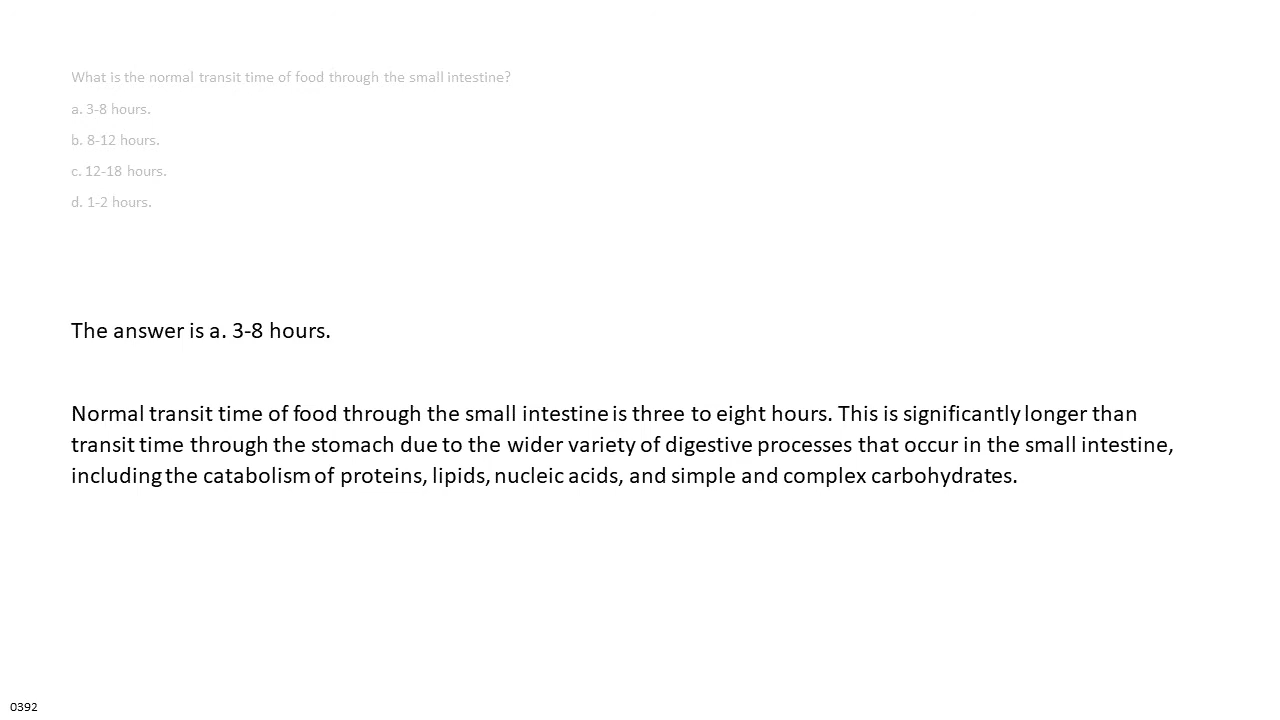 What is the normal transit time of food through the small intestine?
a. 3-8 hours.
b. 8-12 hours.
c. 12-18 hours.
d. 1-2 hours.
The answer is a. 3-8 hours.
Normal transit time of food through the small intestine is three to eight hours. This is significantly longer than
transit time through the stomach due to the wider variety of digestive processes that occur in the small intestine,
including the catabolism of proteins, lipids, nucleic acids, and simple and complex carbohydrates.
0392